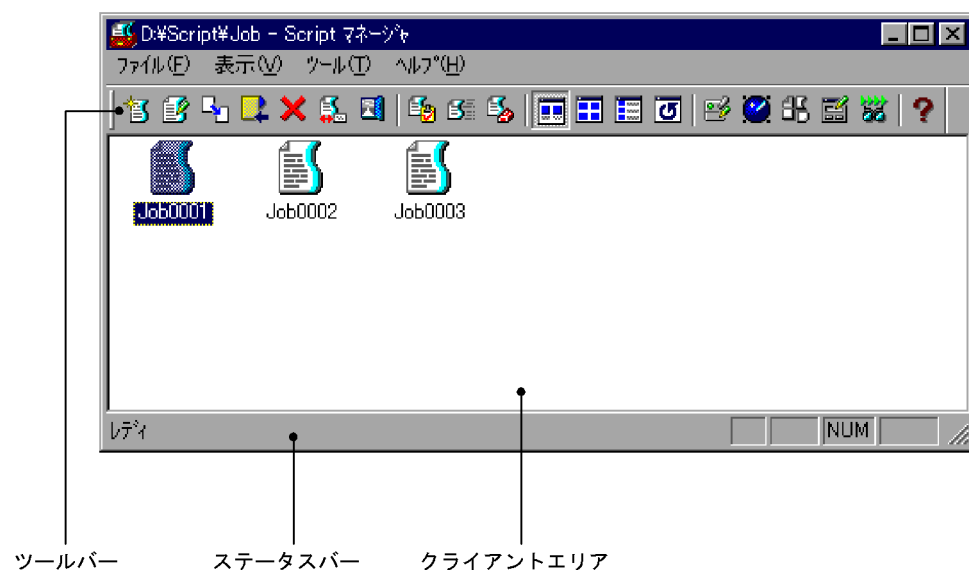 D:¥Script¥Job - Script ﾏﾈｰｼﾞｬ
ﾌｧｲﾙ(F) 表示(V) ﾂｰﾙ(T) ﾍﾙﾌﾟ(H)
Job0001 Job0002 Job0003
ﾚﾃﾞｨ NUM
ツールバー ステータスバー クライアントエリア